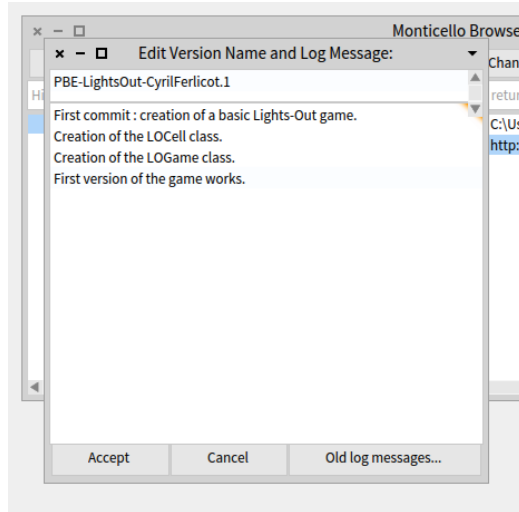 Monticello Browse
Edit Version Name and Log Message:
Chan
PBE-LightsOut-CyrilFerlicot.1
Hi
retur
First commit : creation of a basic Lights-Out game.
C:\Us
Creation of the LOCell class.
http:
Creation of the LOGame class.
First version of the game works.
Accept
Cancel
Old log messages...